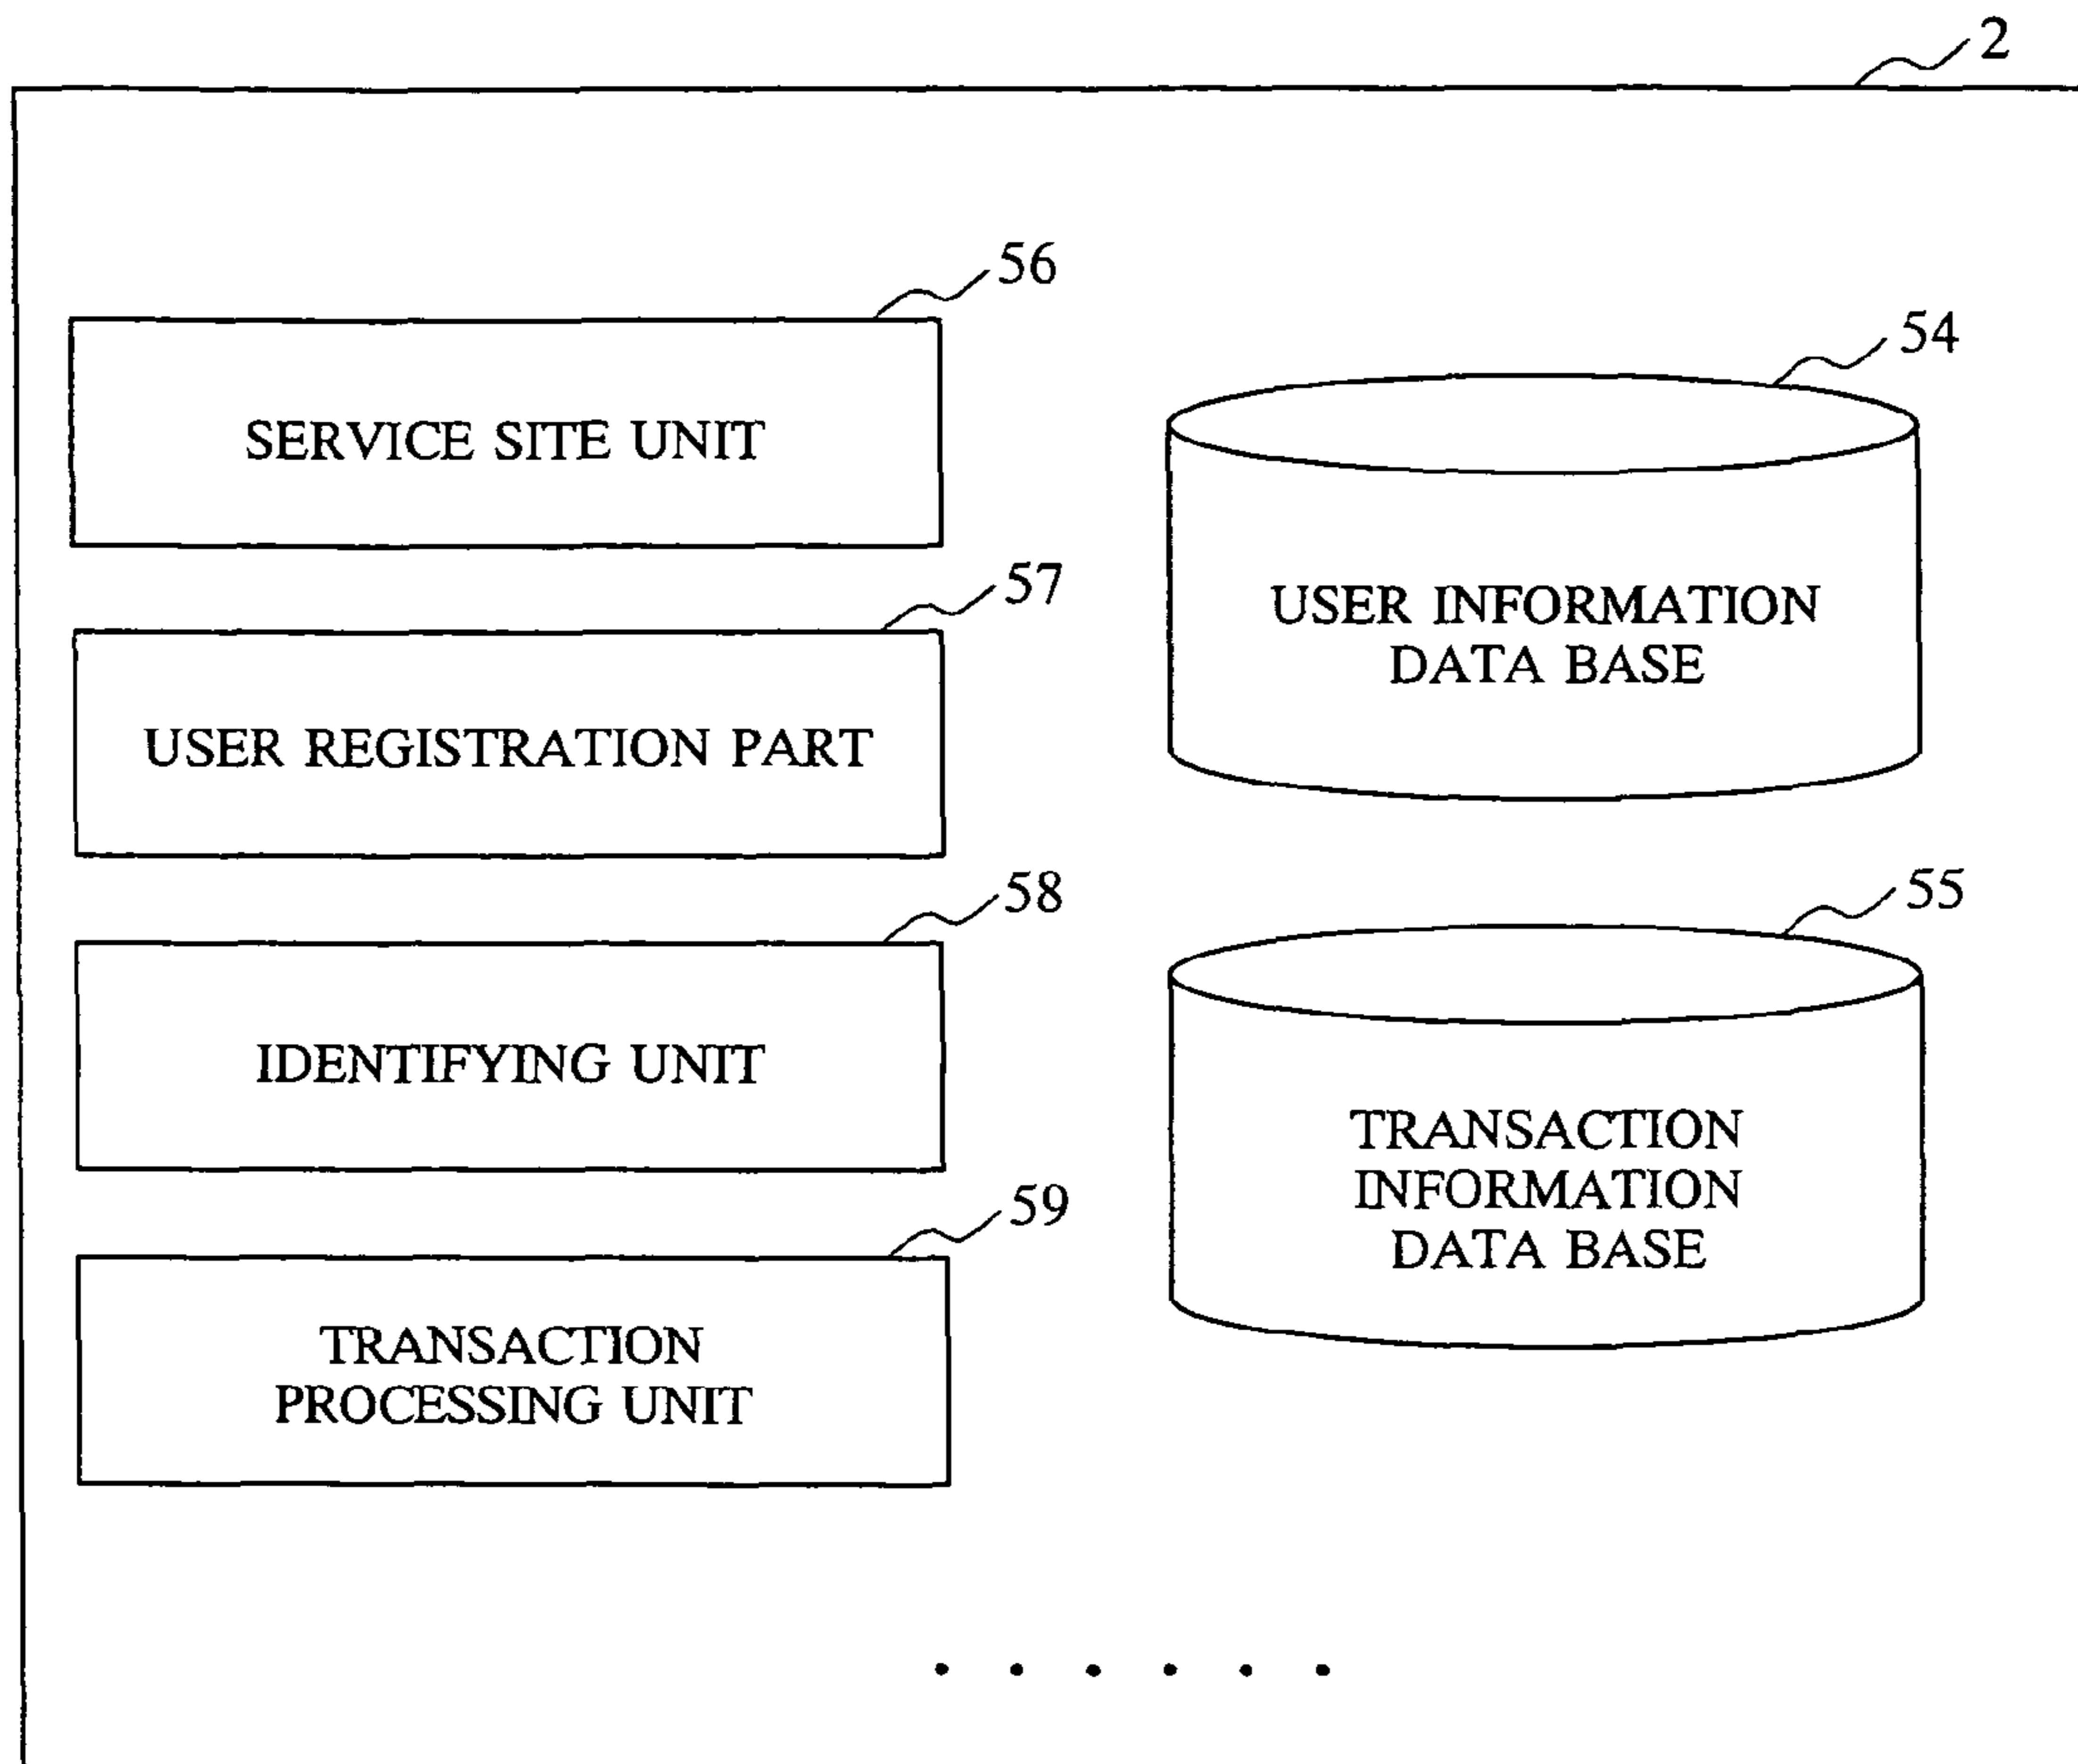 2
56
SERVICE SITE UNIT
54
USER INFORMATION
DATA BASE
57
USER REGISTRATION PART
58
IDENTIFYING UNIT
55
TRANSACTION
INFORMATION
DATA BASE
59
TRANSACTION
PROCESSING UNIT